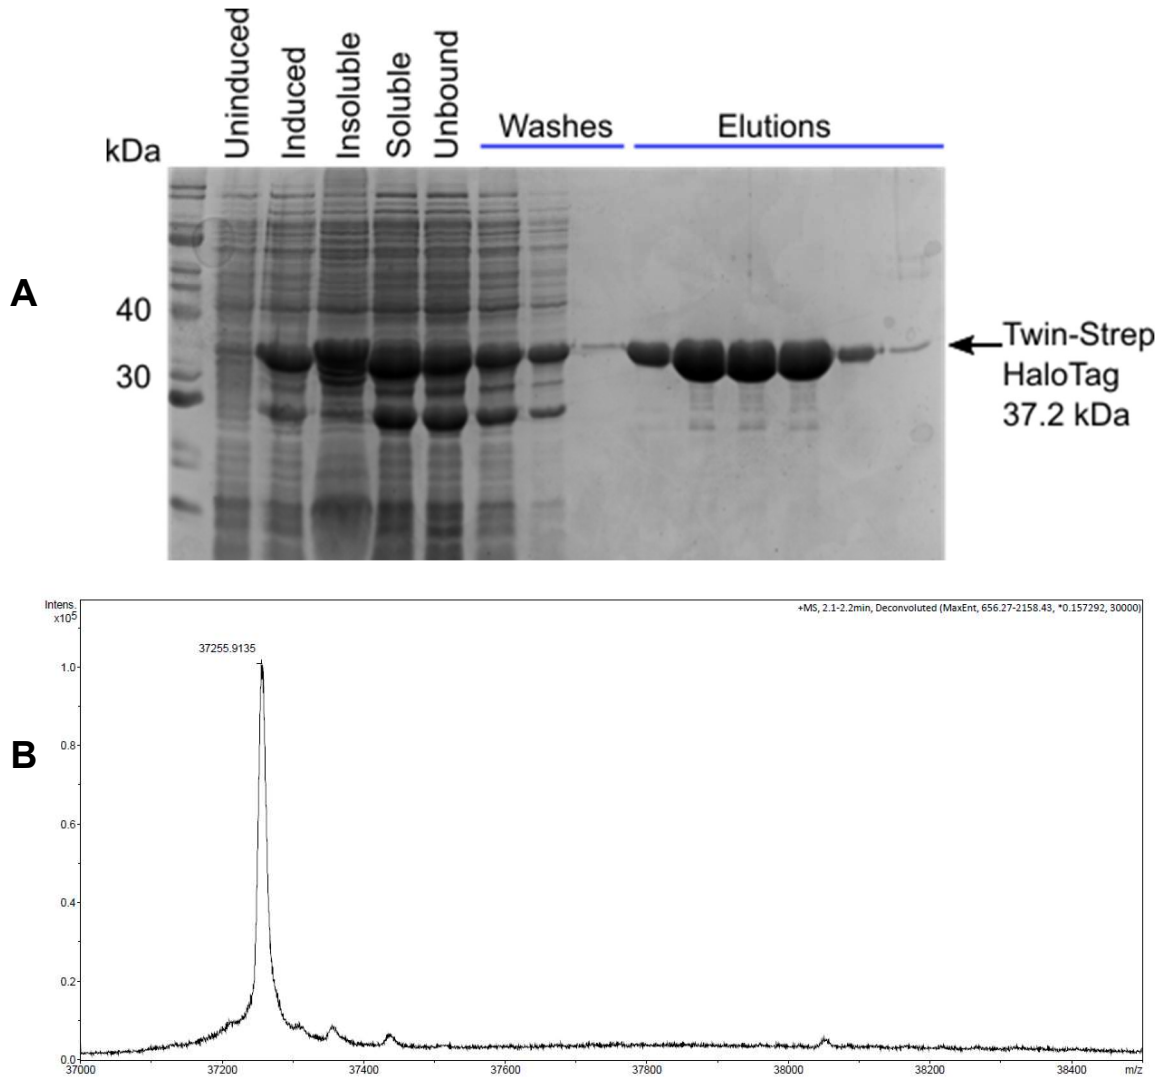 Uninduced
Induced
Insoluble
Soluble
Unbound
Washes
Elutions
kDa
A
40
30
Twin-Strep
HaloTag
37.2 kDa
B
Intens.
x10⁵
+MS, 2.1-2.2min, Deconvoluted (MaxEnt, 656.27-2158.43, *0.157292, 30000)
37255.9135
1.0
0.8
0.6
0.4
0.2
0.0
37000 37200 37400 37600 37800 38000 38200 38400 m/z